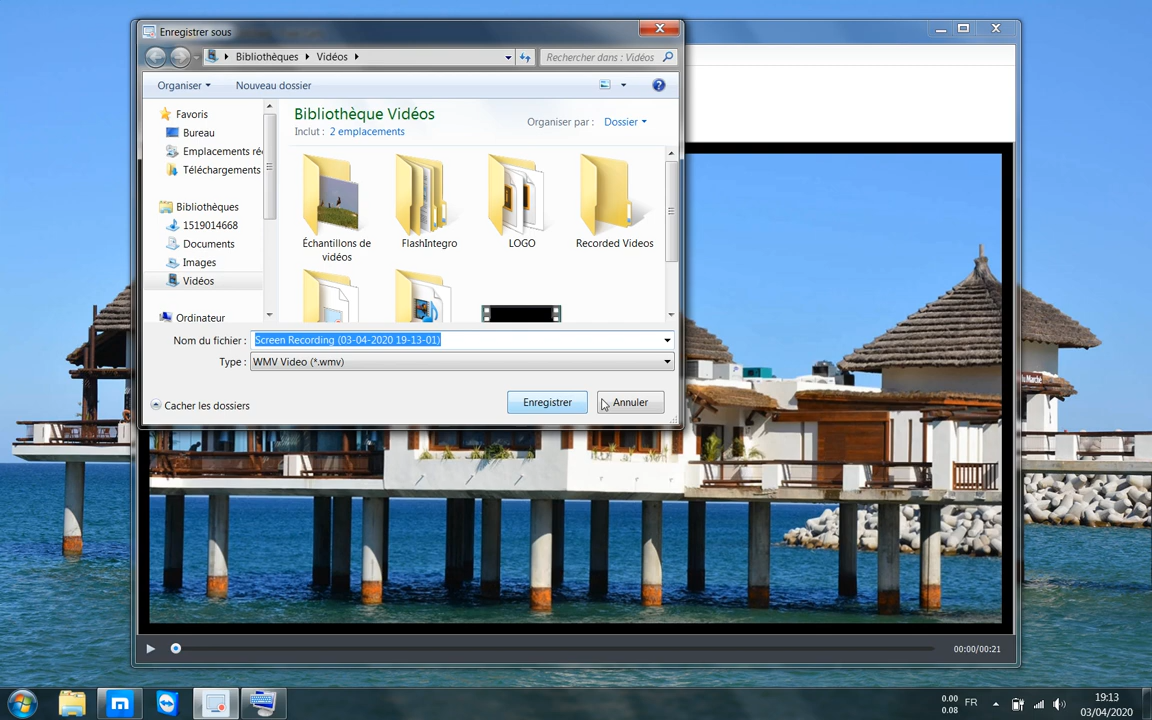 Enregistrer sous
Bibliothèques
Vidéos
Rechercher dans : Vidéos
Organiser
Nouveau dossier
Favoris
Bureau
Emplacements ré
Téléchargements
Bibliothèques
1519014668
Documents
Images
Vidéos
Ordinateur
Bibliothèque Vidéos
Inclut : 2 emplacements
Organiser par : Dossier
Échantillons de vidéos
FlashIntegro
LOGO
Recorded Videos
Nom du fichier : Screen Recording (03-04-2020 19-13-01)
Type : WMV Video (*.wmv)
Cacher les dossiers
Enregistrer
Annuler
00:00/00:21
0.00
0.08
FR
19:13
03/04/2020